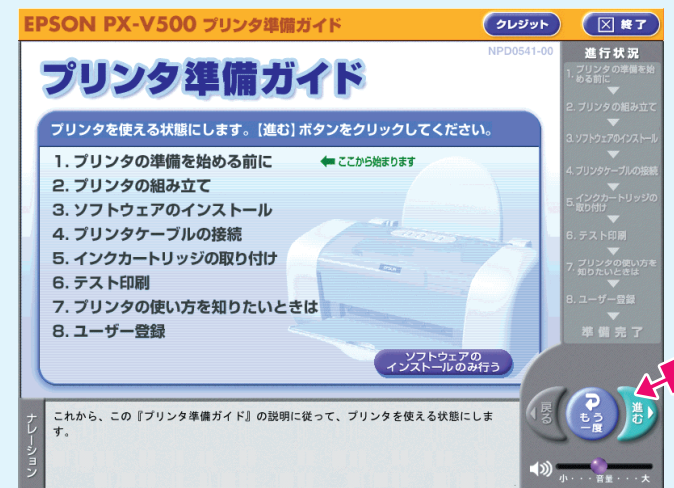 EPSON PX-V500 プリンタ準備ガイド
クレジット
終了
NPD0541-00
プリンタ準備ガイド
プリンタを使える状態にします。【進む】ボタンをクリックしてください。
1. プリンタの準備を始める前に
ここから始まります
2. プリンタの組み立て
3. ソフトウェアのインストール
4. プリンタケーブルの接続
5. インクカートリッジの取り付け
6. テスト印刷
7. プリンタの使い方を知りたいときは
8. ユーザー登録
ソフトウェアの
インストールのみ行う
進行状況
1. プリンタの準備を始
める前に
2. プリンタの組み立て
3. ソフトウェアのインストール
4. プリンタケーブルの接続
5. インクカートリッジの
取り付け
6. テスト印刷
7. プリンタの使い方を
知りたいときは
8. ユーザー登録
準備完了
ナレーション
これから、この『プリンタ準備ガイド』の説明に従って、プリンタを使える状態にしま
す。
戻る
もう
一度
進む
小・・・音量・・・大